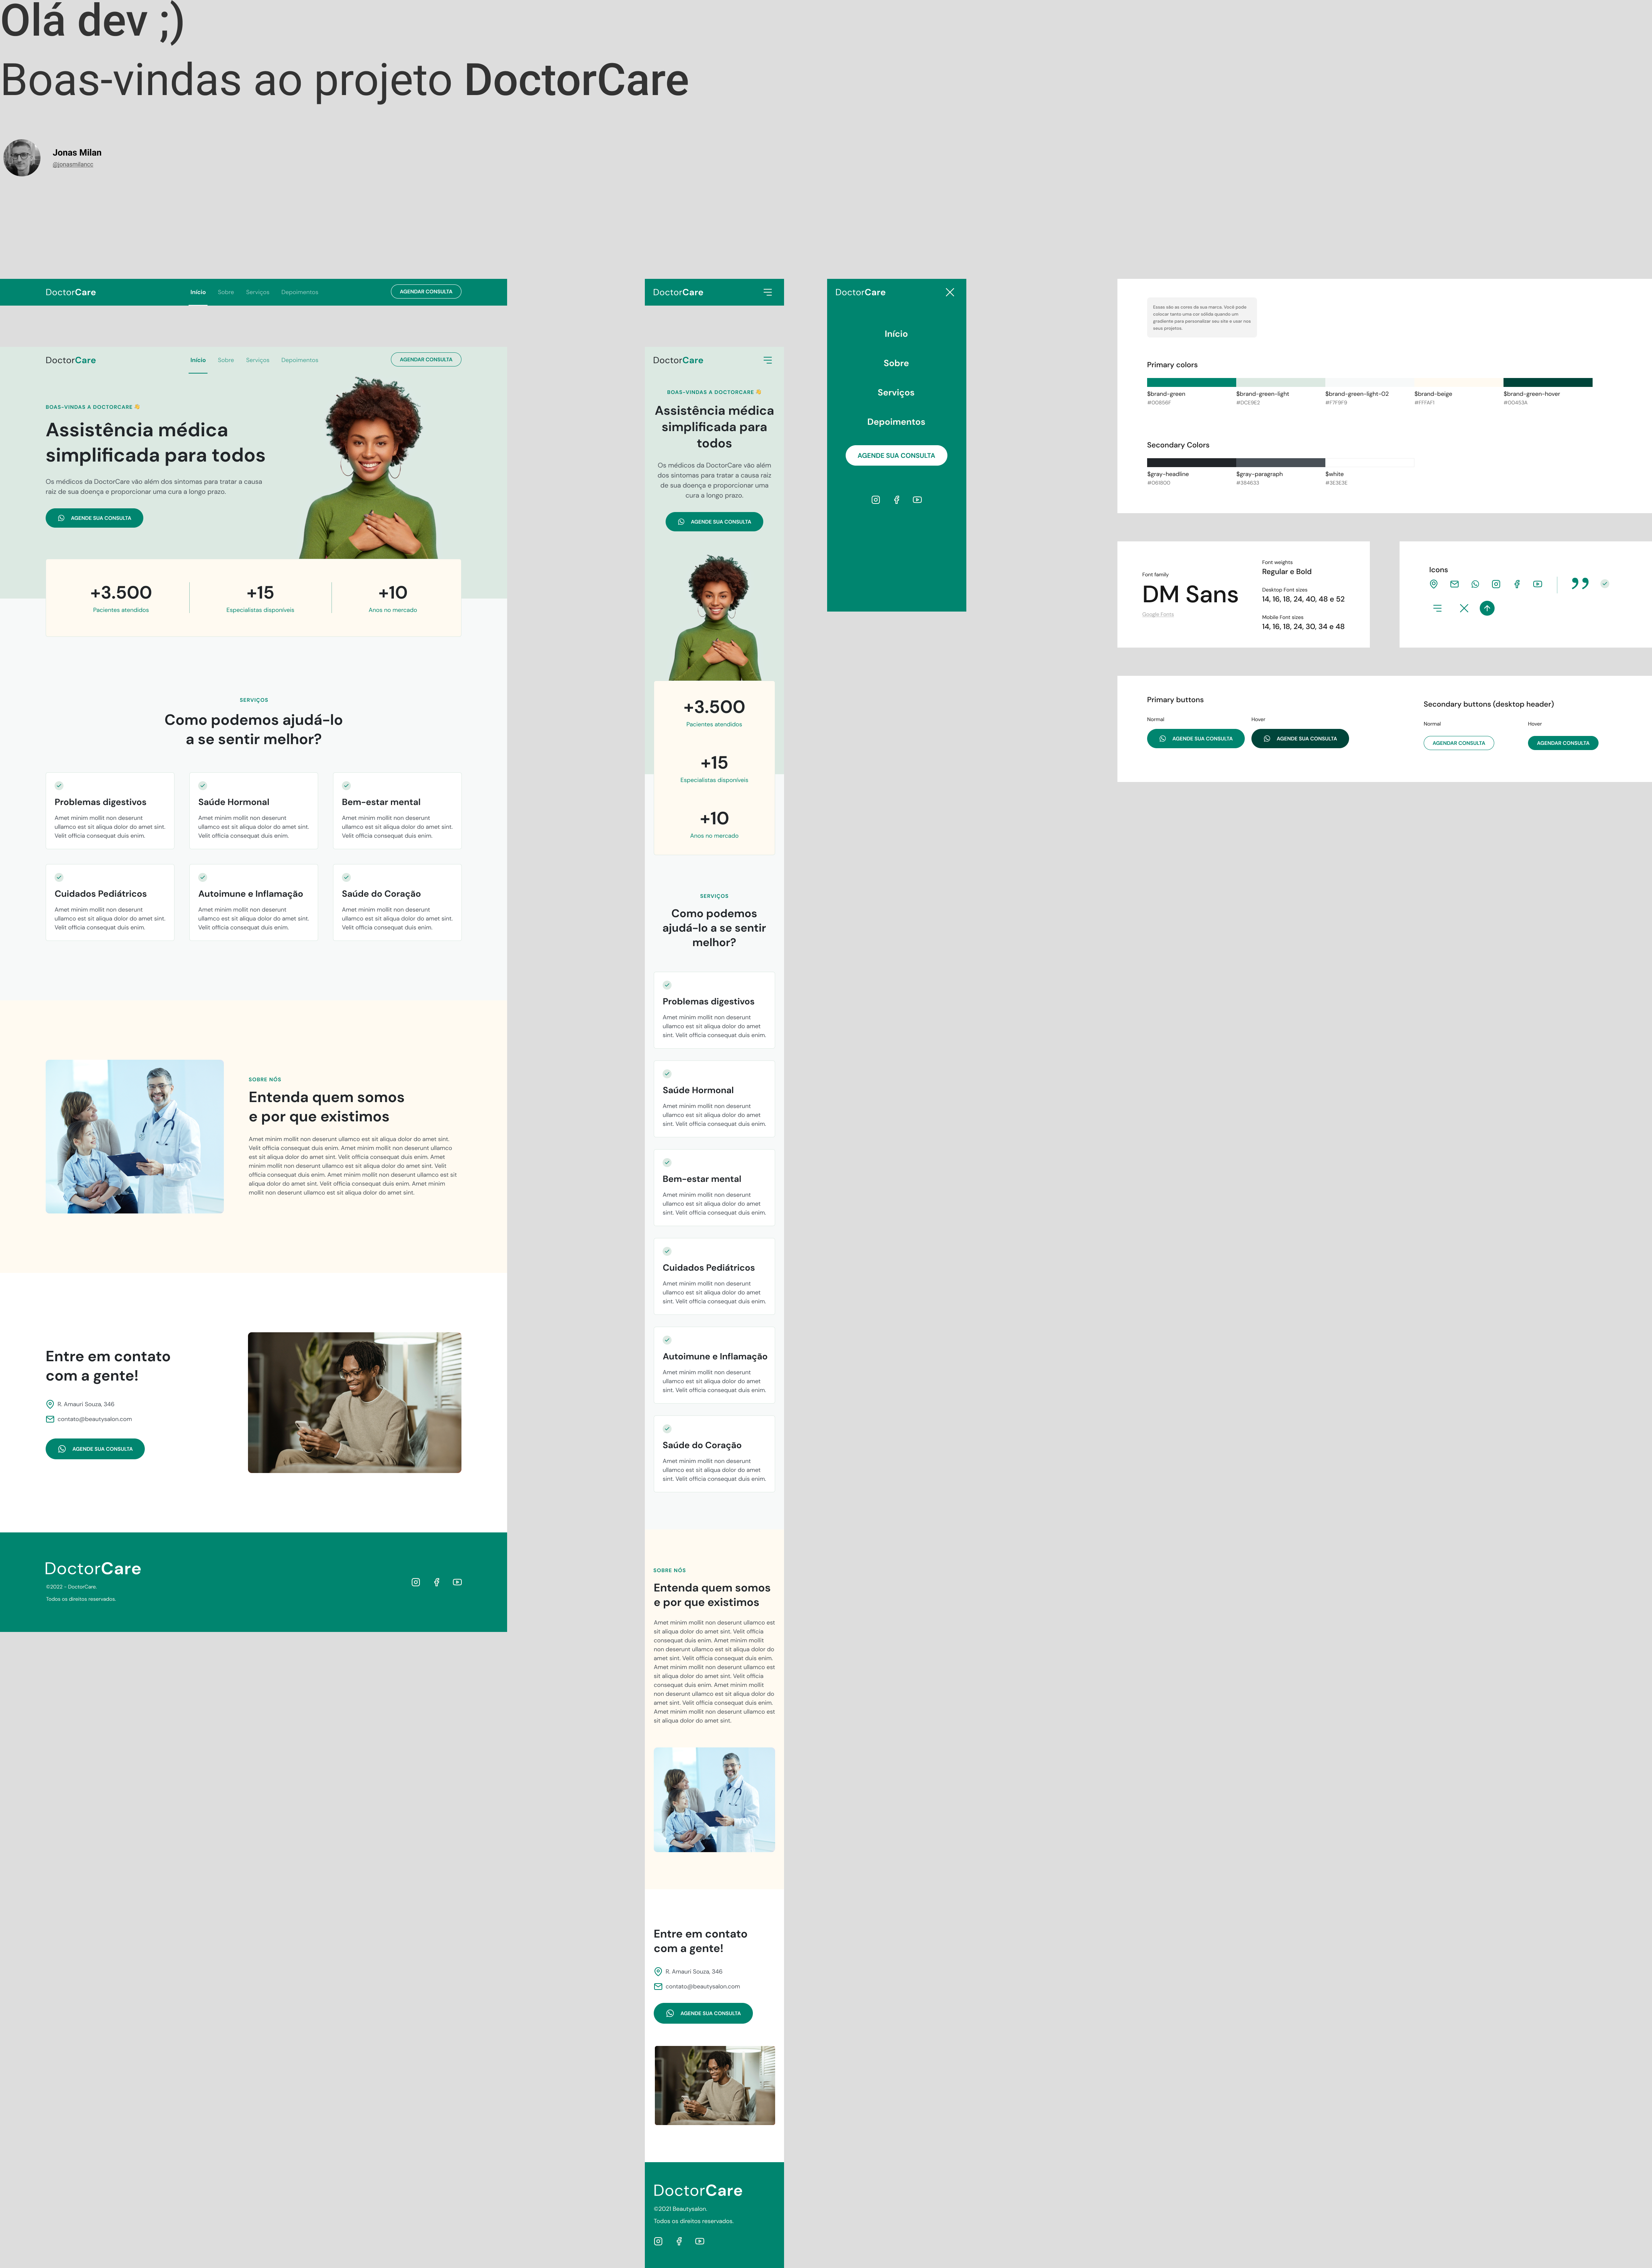 Olá dev ;)
Boas-vindas ao projeto DoctorCare
Jonas Milan
@jonasmilancc
DoctorCare
Início Sobre Serviços Depoimentos
AGENDAR CONSULTA
DoctorCare
Início Sobre Serviços Depoimentos
AGENDAR CONSULTA
BOAS-VINDAS A DOCTORCARE 👋
Assistência médica
simplificada para todos
Os médicos da DoctorCare vão além dos sintomas para tratar a causa
raiz de sua doença e proporcionar uma cura a longo prazo.
AGENDE SUA CONSULTA
+3.500
Pacientes atendidos
+15
Especialistas disponíveis
+10
Anos no mercado
SERVIÇOS
Como podemos ajudá-lo
a se sentir melhor?
Problemas digestivos
Amet minim mollit non deserunt
ullamco est sit aliqua dolor do amet sint.
Velit officia consequat duis enim.
Saúde Hormonal
Amet minim mollit non deserunt
ullamco est sit aliqua dolor do amet sint.
Velit officia consequat duis enim.
Bem-estar mental
Amet minim mollit non deserunt
ullamco est sit aliqua dolor do amet sint.
Velit officia consequat duis enim.
Cuidados Pediátricos
Amet minim mollit non deserunt
ullamco est sit aliqua dolor do amet sint.
Velit officia consequat duis enim.
Autoimune e Inflamação
Amet minim mollit non deserunt
ullamco est sit aliqua dolor do amet sint.
Velit officia consequat duis enim.
Saúde do Coração
Amet minim mollit non deserunt
ullamco est sit aliqua dolor do amet sint.
Velit officia consequat duis enim.
SOBRE NÓS
Entenda quem somos
e por que existimos
Amet minim mollit non deserunt ullamco est sit aliqua dolor do amet sint.
Velit officia consequat duis enim. Amet minim mollit non deserunt ullamco
est sit aliqua dolor do amet sint. Velit officia consequat duis enim. Amet
minim mollit non deserunt ullamco est sit aliqua dolor do amet sint. Velit
officia consequat duis enim. Amet minim mollit non deserunt ullamco est sit
aliqua dolor do amet sint. Velit officia consequat duis enim. Amet minim
mollit non deserunt ullamco est sit aliqua dolor do amet sint.
Entre em contato
com a gente!
R. Amauri Souza, 346
contato@beautysalon.com
AGENDE SUA CONSULTA
DoctorCare
©2022 - DoctorCare.
Todos os direitos reservados.
DoctorCare
DoctorCare
BOAS-VINDAS A DOCTORCARE 👋
Assistência médica
simplificada para
todos
Os médicos da DoctorCare vão além
dos sintomas para tratar a causa raiz
de sua doença e proporcionar uma
cura a longo prazo.
AGENDE SUA CONSULTA
+3.500
Pacientes atendidos
+15
Especialistas disponíveis
+10
Anos no mercado
SERVIÇOS
Como podemos
ajudá-lo a se sentir
melhor?
Problemas digestivos
Amet minim mollit non deserunt
ullamco est sit aliqua dolor do amet
sint. Velit officia consequat duis enim.
Saúde Hormonal
Amet minim mollit non deserunt
ullamco est sit aliqua dolor do amet
sint. Velit officia consequat duis enim.
Bem-estar mental
Amet minim mollit non deserunt
ullamco est sit aliqua dolor do amet
sint. Velit officia consequat duis enim.
Cuidados Pediátricos
Amet minim mollit non deserunt
ullamco est sit aliqua dolor do amet
sint. Velit officia consequat duis enim.
Autoimune e Inflamação
Amet minim mollit non deserunt
ullamco est sit aliqua dolor do amet
sint. Velit officia consequat duis enim.
Saúde do Coração
Amet minim mollit non deserunt
ullamco est sit aliqua dolor do amet
sint. Velit officia consequat duis enim.
SOBRE NÓS
Entenda quem somos
e por que existimos
Amet minim mollit non deserunt ullamco est
sit aliqua dolor do amet sint. Velit officia
consequat duis enim. Amet minim mollit
non deserunt ullamco est sit aliqua dolor do
amet sint. Velit officia consequat duis enim.
Amet minim mollit non deserunt ullamco est
sit aliqua dolor do amet sint. Velit officia
consequat duis enim. Amet minim mollit
non deserunt ullamco est sit aliqua dolor do
amet sint. Velit officia consequat duis enim.
Amet minim mollit non deserunt ullamco est
sit aliqua dolor do amet sint.
Entre em contato
com a gente!
R. Amauri Souza, 346
contato@beautysalon.com
AGENDE SUA CONSULTA
DoctorCare
©2021 Beautysalon.
Todos os direitos reservados.
DoctorCare
Início
Sobre
Serviços
Depoimentos
AGENDE SUA CONSULTA
Essas são as cores da sua marca. Você pode
colocar tanto uma cor sólida quanto um
gradiente para personalizar seu site e usar nos
seus projetos.
Primary colors
$brand-green
#00856F
$brand-green-light
#DCE9E2
$brand-green-light-02
#F7F9F9
$brand-beige
#FFFAF1
$brand-green-hover
#00453A
Secondary Colors
$gray-headline
$gray-paragraph
$white
Font family
DM Sans
Google Fonts
Font weights
Regular e Bold
Desktop Font sizes
14, 16, 18, 24, 40, 48 e 52
Mobile Font sizes
14, 16, 18, 24, 30, 34 e 48
Icons
Primary buttons
Normal
AGENDE SUA CONSULTA
Hover
AGENDE SUA CONSULTA
Secondary buttons (desktop header)
Normal
AGENDAR CONSULTA
Hover
AGENDAR CONSULTA